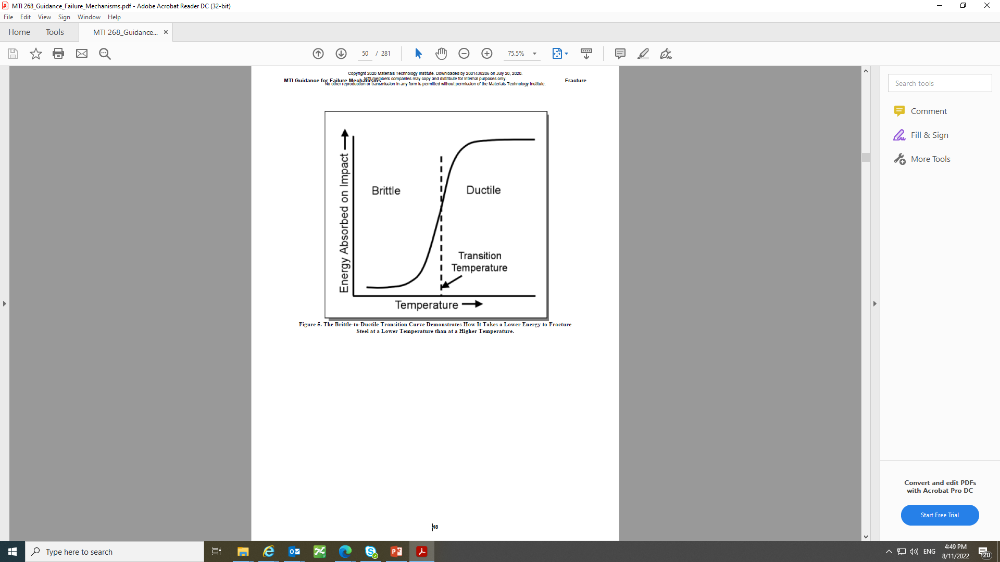 MTI 268_Guidance_Failure_Mechanisms.pdf - Adobe Acrobat Reader DC (32-bit)
File Edit View Sign Window Help
Home Tools MTI 268_Guidance... ×
50 / 281 75.5%
Copyright 2020 Materials Technology Institute. Downloaded by 2001438206 on July 20, 2020.
MTI members companies may copy and distribute for internal purposes only.
MTI Guidance for Failure Mechanisms Fracture
No other reproduction or transmission in any form is permitted without permission of the Materials Technology Institute.
Energy Absorbed on Impact
Brittle
Ductile
Transition
Temperature
Temperature
Figure 5. The Brittle-to-Ductile Transition Curve Demonstrates How It Takes a Lower Energy to Fracture
Steel at a Lower Temperature than at a Higher Temperature.
48
Search tools
Comment
Fill & Sign
More Tools
Convert and edit PDFs
with Acrobat Pro DC
Start Free Trial
Type here to search
ENG
4:49 PM
8/11/2022
20